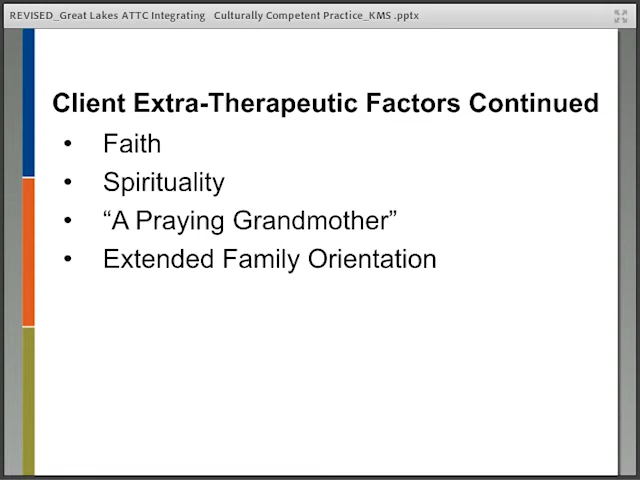 REVISED_Great Lakes ATTC Integrating Culturally Competent Practice_KMS .pptx
Client Extra-Therapeutic Factors Continued
• Faith
• Spirituality
• “A Praying Grandmother”
• Extended Family Orientation